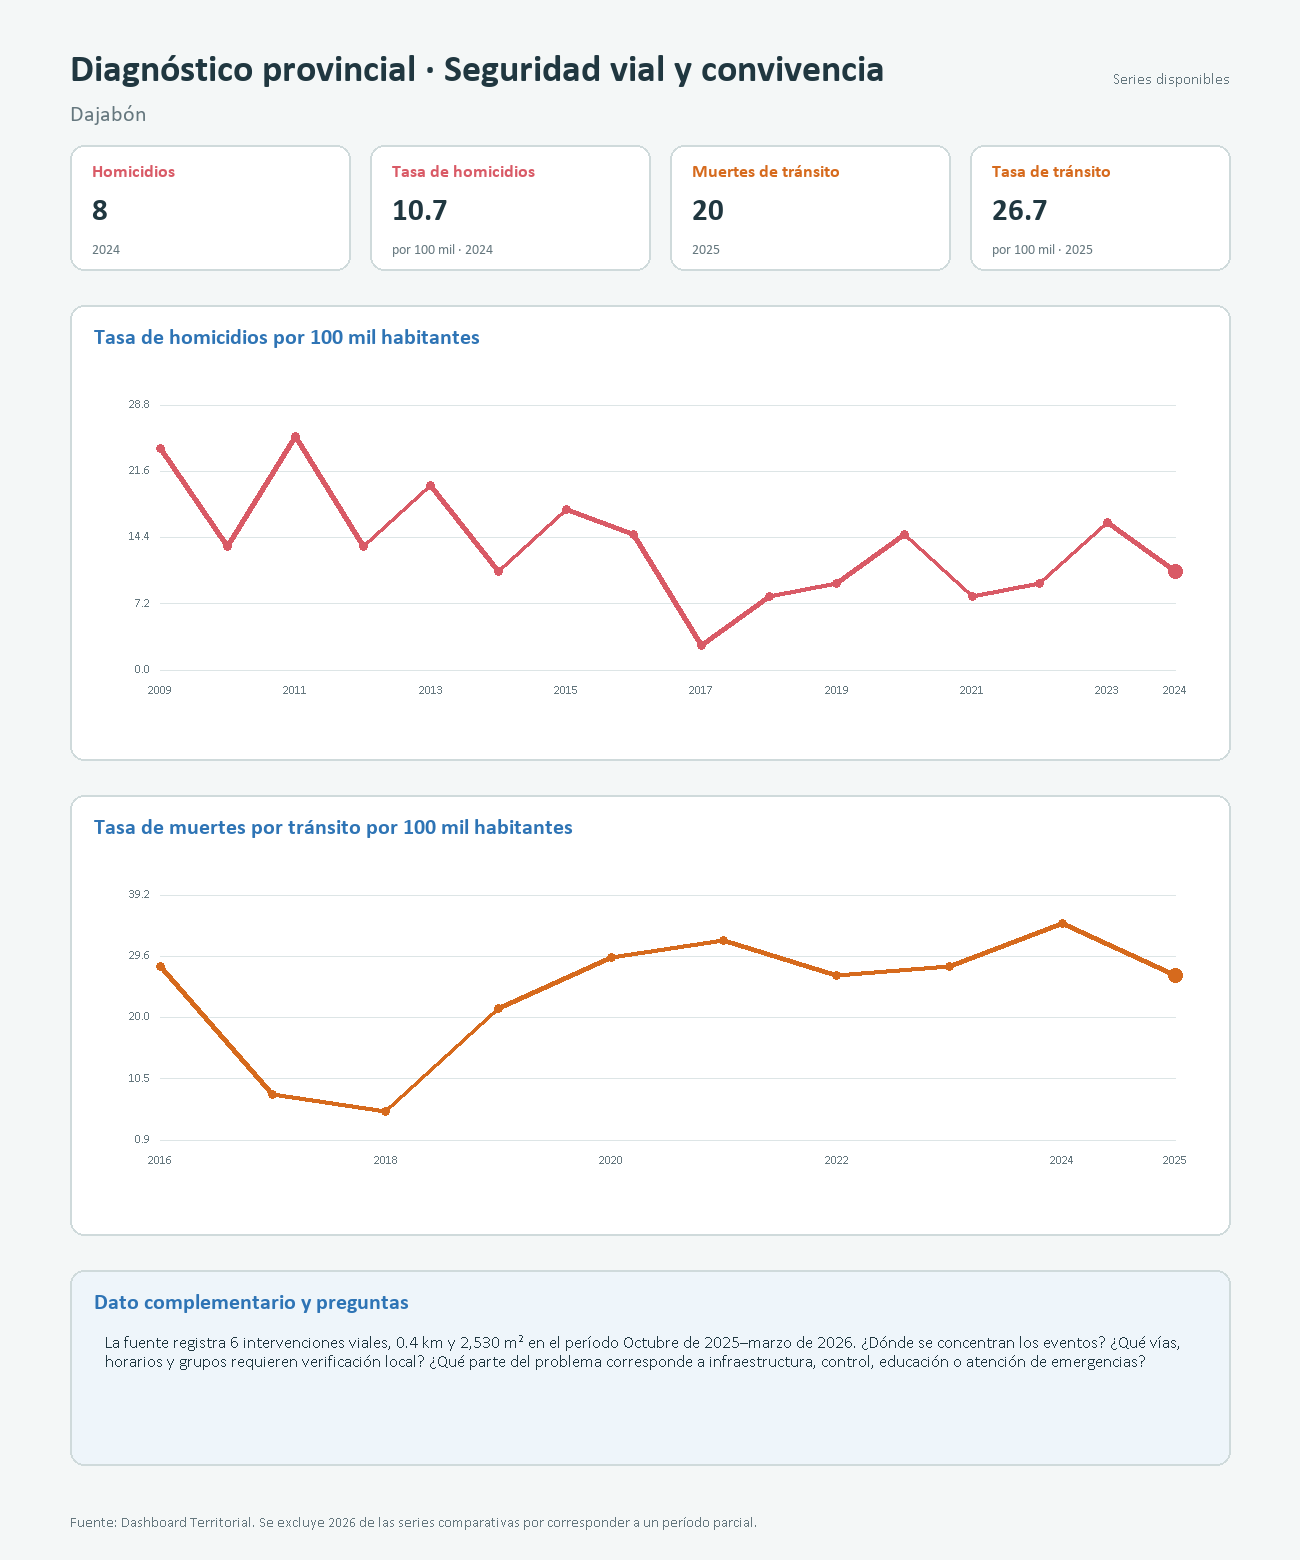 Diagnóstico provincial · Seguridad vial y convivencia
Series disponibles
Dajabón
Homicidios
8
2024
Tasa de homicidios
10.7
por 100 mil · 2024
Muertes de tránsito
20
2025
Tasa de tránsito
26.7
por 100 mil · 2025
Tasa de homicidios por 100 mil habitantes
28.8
21.6
14.4
7.2
0.0
2009 2011 2013 2015 2017 2019 2021 2023 2024
Tasa de muertes por tránsito por 100 mil habitantes
39.2
29.6
20.0
10.5
0.9
2016 2018 2020 2022 2024 2025
Dato complementario y preguntas
La fuente registra 6 intervenciones viales, 0.4 km y 2,530 m² en el período Octubre de 2025–marzo de 2026. ¿Dónde se concentran los eventos? ¿Qué vías,
horarios y grupos requieren verificación local? ¿Qué parte del problema corresponde a infraestructura, control, educación o atención de emergencias?
Fuente: Dashboard Territorial. Se excluye 2026 de las series comparativas por corresponder a un período parcial.